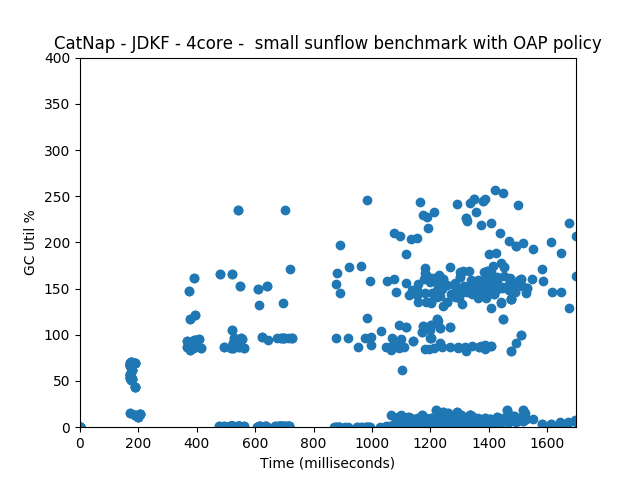 CatNap - JDKF - 4core -  small sunflow benchmark with OAP policy
400
350
300
250
200
150
100
50
0
GC Util %
0 200 400 600 800 1000 1200 1400 1600
Time (milliseconds)